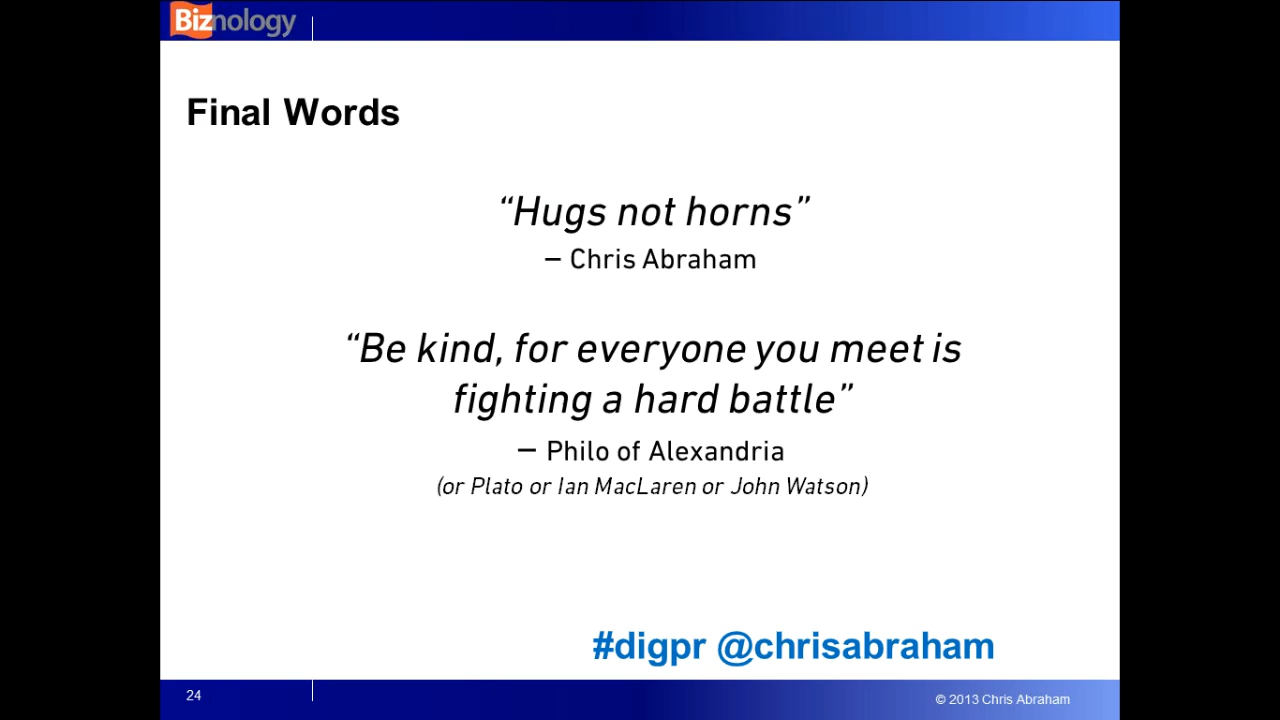 Biznology
Final Words
“Hugs not horns”
– Chris Abraham
“Be kind, for everyone you meet is
fighting a hard battle”
– Philo of Alexandria
(or Plato or Ian MacLaren or John Watson)
#digpr @chrisabraham
24
© 2013 Chris Abraham